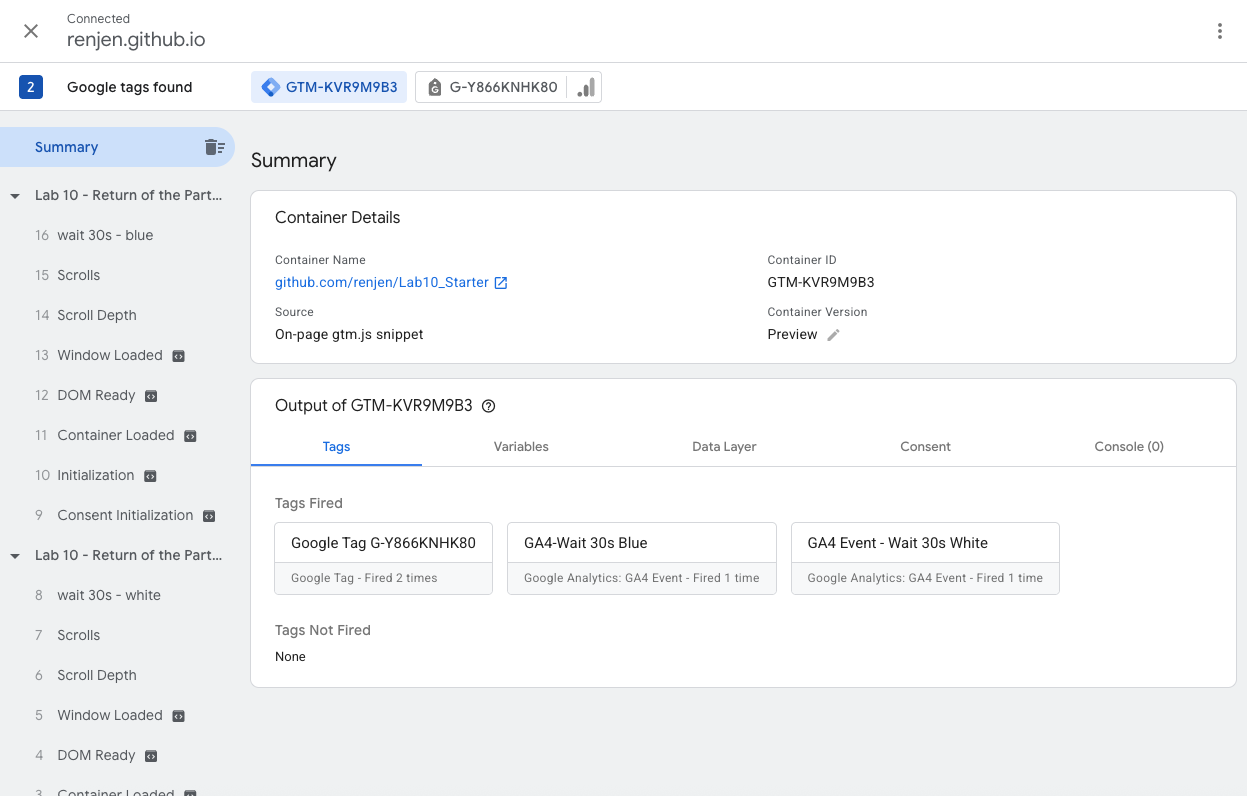 Connected
renjen.github.io
2 Google tags found GTM-KVR9M9B3 G-Y866KNHK80
Summary
Lab 10 - Return of the Part...
16 wait 30s - blue
15 Scrolls
14 Scroll Depth
13 Window Loaded
12 DOM Ready
11 Container Loaded
10 Initialization
9 Consent Initialization
Lab 10 - Return of the Part...
8 wait 30s - white
7 Scrolls
6 Scroll Depth
5 Window Loaded
4 DOM Ready
3 Container Loaded
Summary
Container Details
Container Name
github.com/renjen/Lab10_Starter
Container ID
GTM-KVR9M9B3
Source
On-page gtm.js snippet
Container Version
Preview
Output of GTM-KVR9M9B3
Tags Variables Data Layer Consent Console (0)
Tags Fired
Google Tag G-Y866KNHK80
Google Tag - Fired 2 times
GA4-Wait 30s Blue
Google Analytics: GA4 Event - Fired 1 time
GA4 Event - Wait 30s White
Google Analytics: GA4 Event - Fired 1 time
Tags Not Fired
None